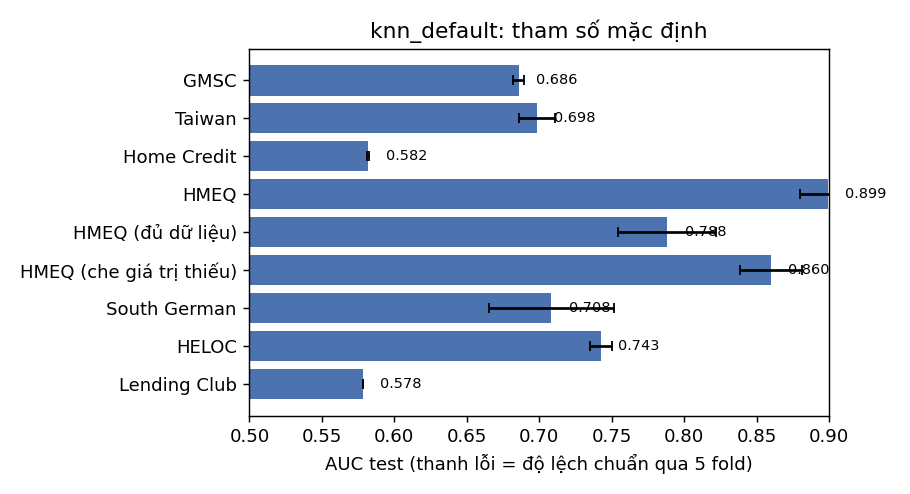 knn_default: tham số mặc định
GMSC 0.686
Taiwan 0.698
Home Credit 0.582
HMEQ 0.899
HMEQ (đủ dữ liệu) 0.788
HMEQ (che giá trị thiếu) 0.860
South German 0.708
HELOC 0.743
Lending Club 0.578
0.50 0.55 0.60 0.65 0.70 0.75 0.80 0.85 0.90
AUC test (thanh lỗi = độ lệch chuẩn qua 5 fold)